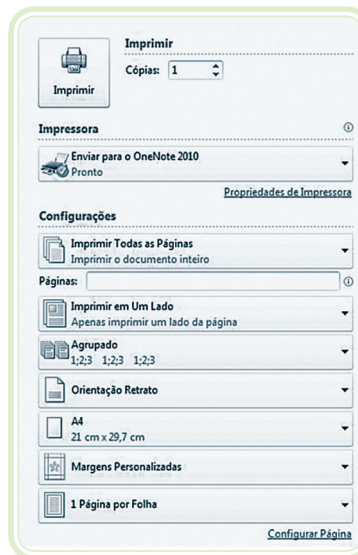 Imprimir
Cópias: 1
Imprimir
Impressora
Enviar para o OneNote 2010
Pronto
Propriedades de Impressora
Configurações
Imprimir Todas as Páginas
Imprimir o documento inteiro
Páginas:
Imprimir em Um Lado
Apenas imprimir um lado da página
Agrupado
1;2;3 1;2;3 1;2;3
Orientação Retrato
A4
21 cm x 29,7 cm
Margens Personalizadas
1 Página por Folha
Configurar Página